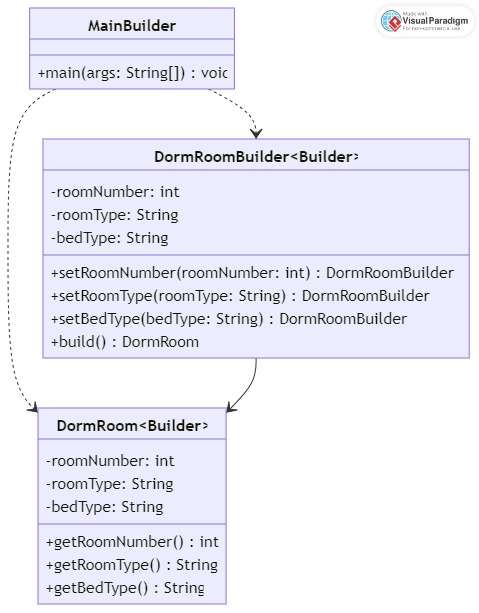 MainBuilder
+main(args: String[]) : void
Made with
Visual Paradigm
For non-commercial use
DormRoomBuilder<Builder>
-roomNumber: int
-roomType: String
-bedType: String
+setRoomNumber(roomNumber: int) : DormRoomBuilder
+setRoomType(roomType: String) : DormRoomBuilder
+setBedType(bedType: String) : DormRoomBuilder
+build() : DormRoom
DormRoom<Builder>
-roomNumber: int
-roomType: String
-bedType: String
+getRoomNumber() : int
+getRoomType() : String
+getBedType() : String